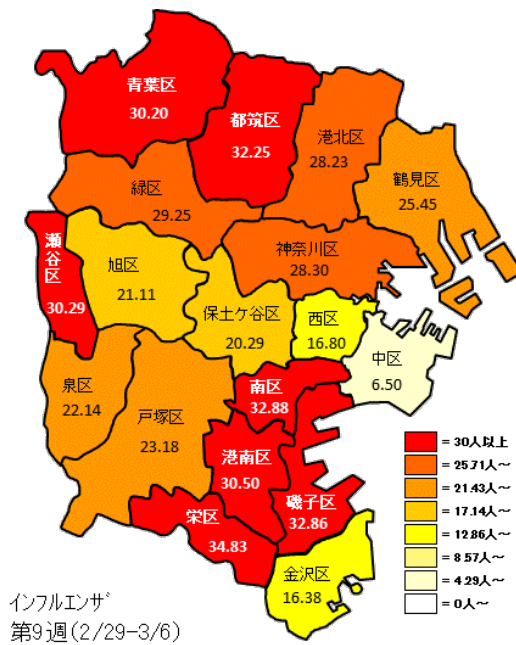 青葉区
30.20
都筑区
32.25
港北区
28.23
鶴見区
25.45
緑区
29.25
瀬谷区
30.29
旭区
21.11
神奈川区
28.30
保土ケ谷区
20.29
西区
16.80
中区
6.50
泉区
22.14
戸塚区
23.18
南区
32.88
港南区
30.50
磯子区
32.86
栄区
34.83
金沢区
16.38
= 30人以上
= 25.71人～
= 21.43人～
= 17.14人～
= 12.86人～
= 8.57人～
= 4.29人～
= 0人～
インフルエンザ
第9週(2/29-3/6)